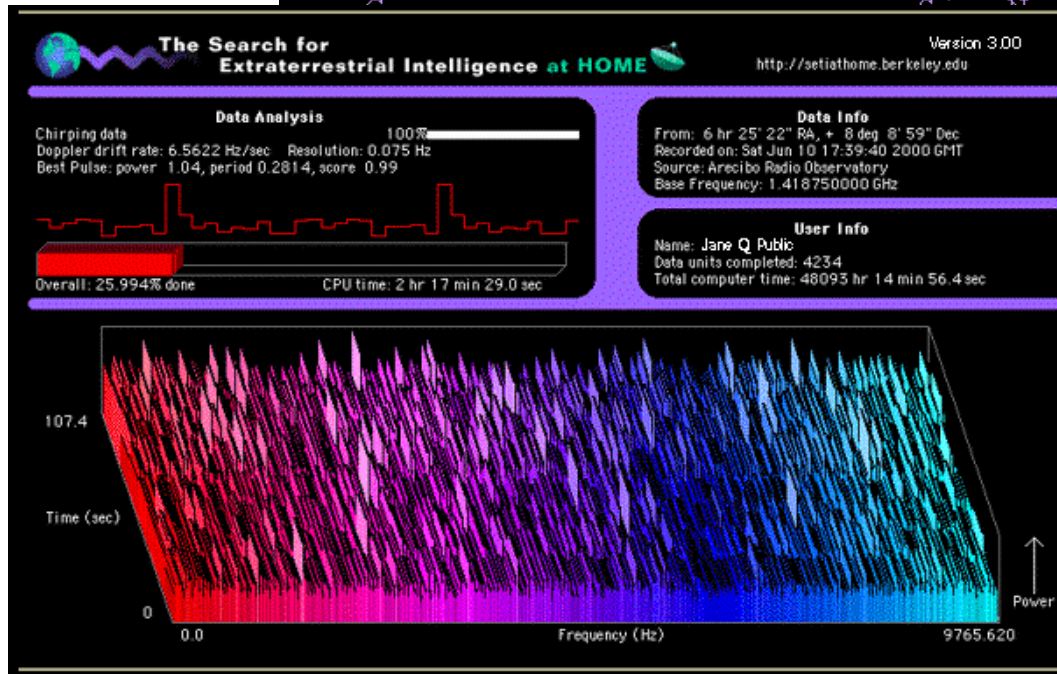 The Search for
Extraterrestrial Intelligence at HOME
Version 3.00
http://setiathome.berkeley.edu
Data Analysis
Chirping data 100%
Doppler drift rate: 6.5622 Hz/sec Resolution: 0.075 Hz
Best Pulse: power 1.04, period 0.2814, score 0.99
Overall: 25.994% done CPU time: 2 hr 17 min 29.0 sec
Data Info
From: 6 hr 25' 22" RA, + 8 deg 8' 59" Dec
Recorded on: Sat Jun 10 17:39:40 2000 GMT
Source: Arecibo Radio Observatory
Base Frequency: 1.418750000 GHz
User Info
Name: Jane Q Public
Data units completed: 4234
Total computer time: 48093 hr 14 min 56.4 sec
107.4
Time (sec)
0
0.0
Frequency (Hz)
9765.620
Power